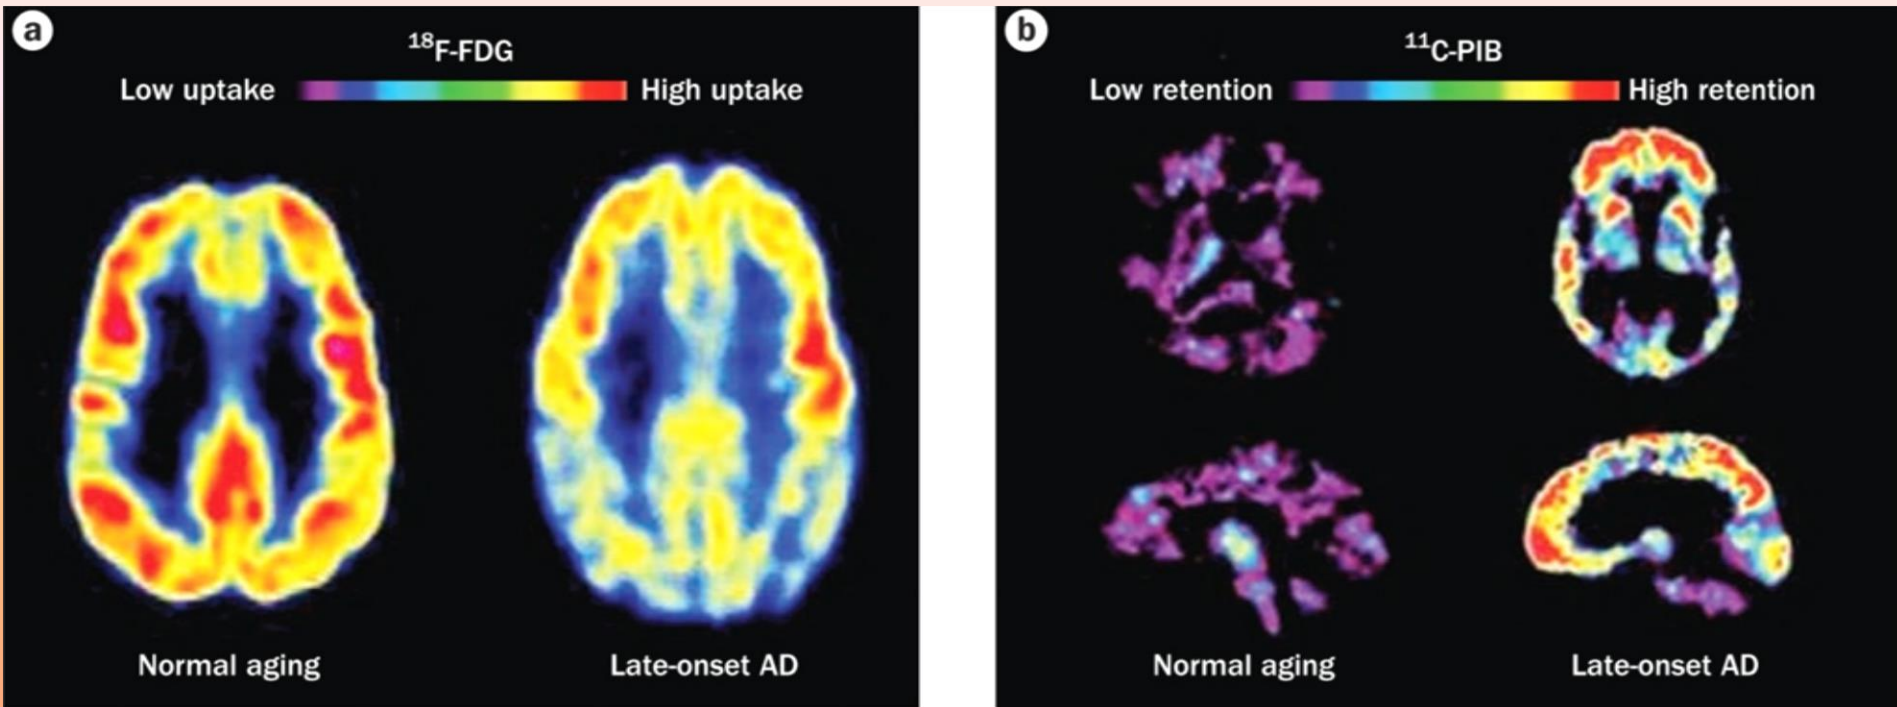 a
¹⁸F-FDG
Low uptake High uptake
Normal aging Late-onset AD
b
¹¹C-PIB
Low retention High retention
Normal aging Late-onset AD